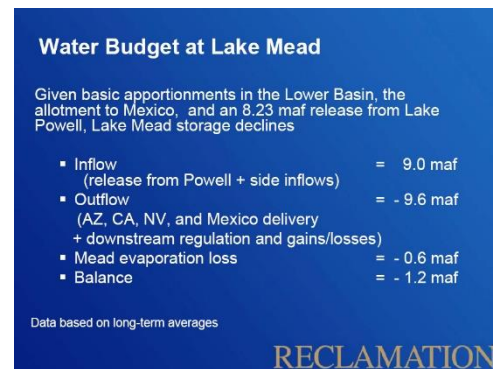 Water Budget at Lake Mead
Given basic apportionments in the Lower Basin, the
allotment to Mexico, and an 8.23 maf release from Lake
Powell, Lake Mead storage declines
▪ Inflow = 9.0 maf
(release from Powell + side inflows)
▪ Outflow = - 9.6 maf
(AZ, CA, NV, and Mexico delivery
+ downstream regulation and gains/losses)
▪ Mead evaporation loss = - 0.6 maf
▪ Balance = - 1.2 maf
Data based on long-term averages
RECLAMATION